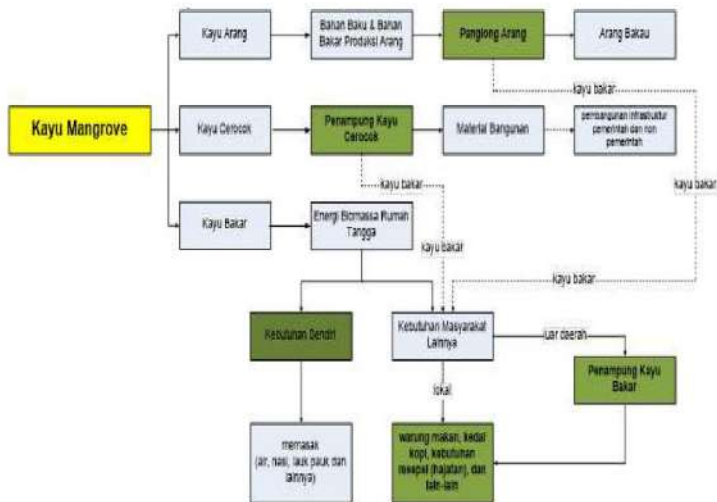 Kayu Arang
Bahan Baku & Bahan
Bakar Produksi Arang
Panglong Arang
Arang Bakau
kayu bakar
Kayu Mangrove
Kayu Cerocok
Penampung Kayu
Cerocok
Material Bangunan
pembangunan infrastruktur
pemerintah dan non
pemerintah
kayu bakar
kayu bakar
Kayu Bakar
Energi Biomassa Rumah
Tangga
kayu bakar
kayu bakar
Kebutuhan Sendiri
Kebutuhan Masyarakat
Lainnya
luar daerah
Penampung Kayu
Bakar
lokal
memasak
(air, nasi, lauk pauk dan
lainnya)
warung makan, kedai
kopi, kebutuhan
resepsi (hajatan), dan
lain-lain